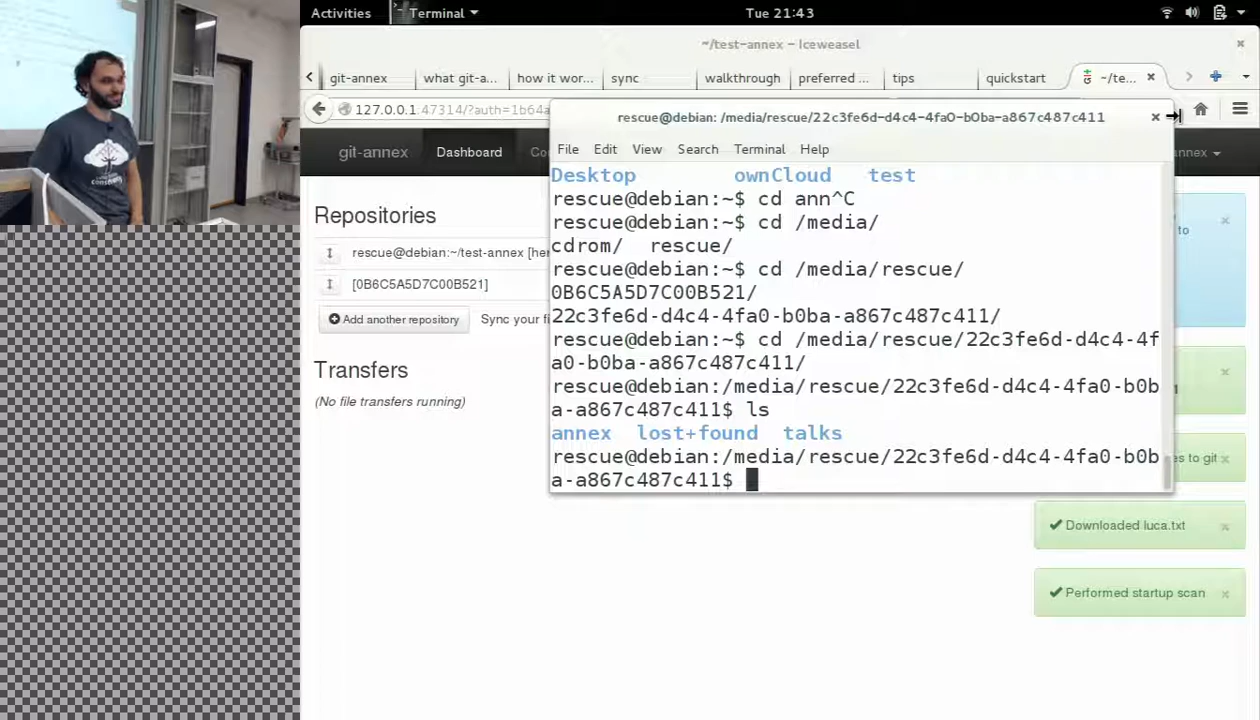 Activities
Terminal
Tue 21:43
~/test-annex – Iceweasel
git-annex
what git-a...
how it wor...
sync
walkthrough
preferred ...
tips
quickstart
~/te...
127.0.0.1:47314/?auth=1b64a
rescue@debian: /media/rescue/22c3fe6d-d4c4-4fa0-b0ba-a867c487c411
git-annex
Dashboard
File Edit View Search Terminal Help
Desktop ownCloud test
rescue@debian:~$ cd ann^C
rescue@debian:~$ cd /media/
cdrom/ rescue/
rescue@debian:~$ cd /media/rescue/
0B6C5A5D7C00B521/
22c3fe6d-d4c4-4fa0-b0ba-a867c487c411/
rescue@debian:~$ cd /media/rescue/22c3fe6d-d4c4-4f
a0-b0ba-a867c487c411/
rescue@debian:/media/rescue/22c3fe6d-d4c4-4fa0-b0b
a-a867c487c411$ ls
annex lost+found talks
rescue@debian:/media/rescue/22c3fe6d-d4c4-4fa0-b0b
a-a867c487c411$
Repositories
rescue@debian:~/test-annex [her
[0B6C5A5D7C00B521]
Add another repository
Sync your fi
Transfers
(No file transfers running)
to
es to git
Downloaded luca.txt
Performed startup scan